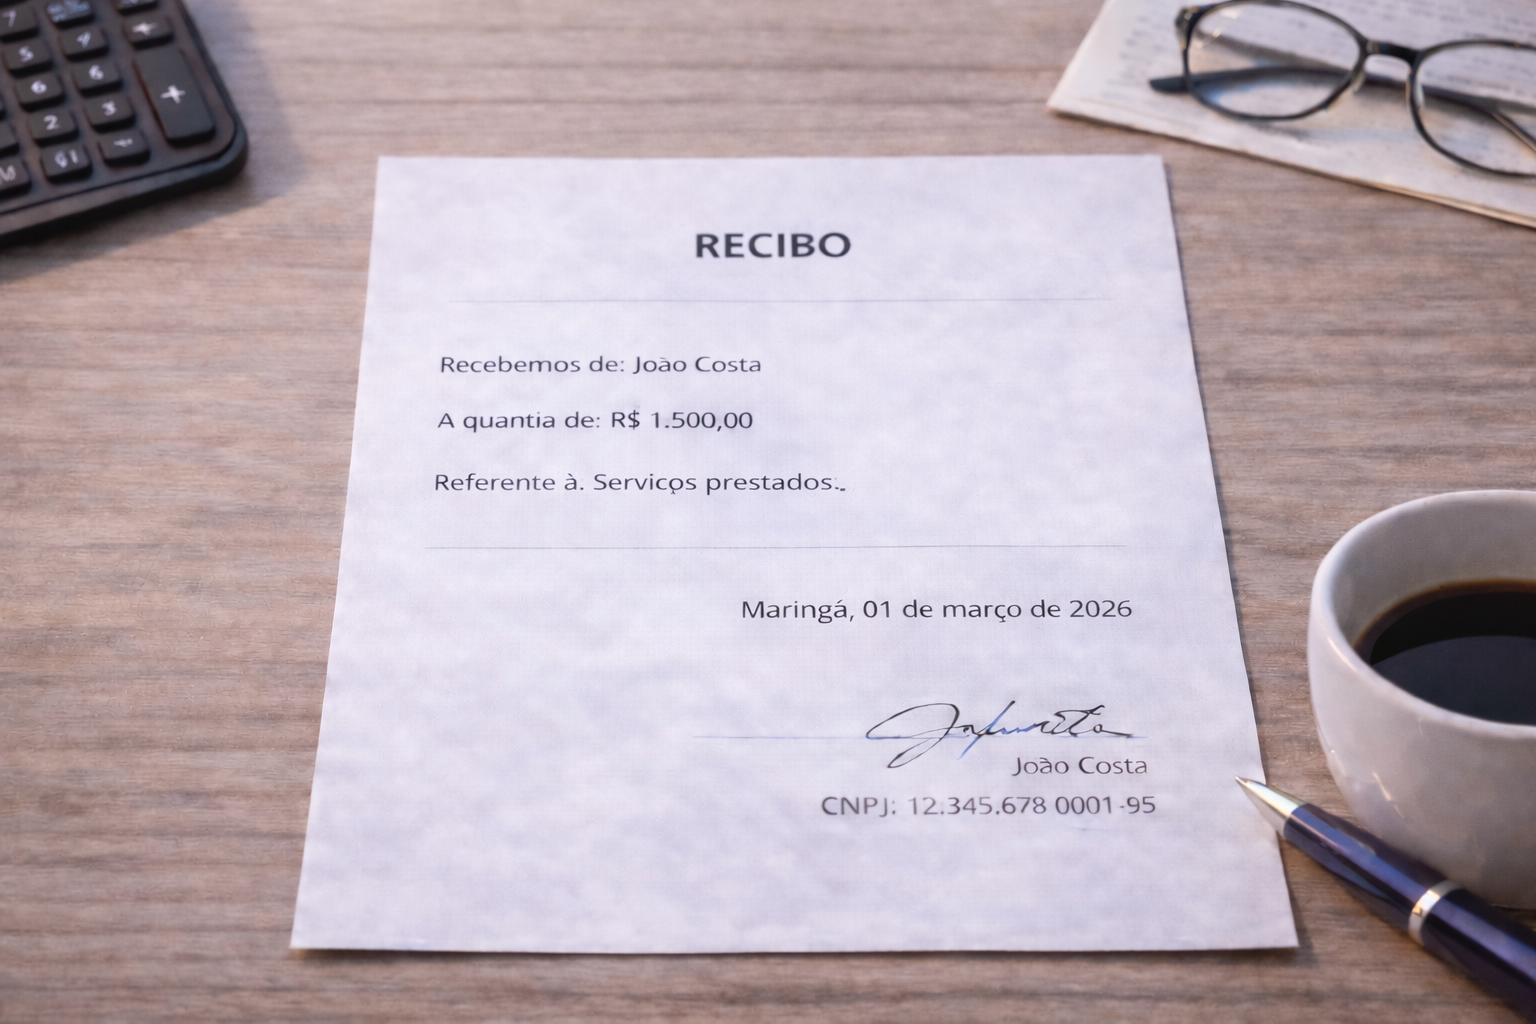 RECIBO
Recebemos de: João Costa
A quantia de: R$ 1.500,00
Referente à. Serviços prestados:.
Maringá, 01 de março de 2026
João Costa
CNPJ: 12.345.678 0001-95